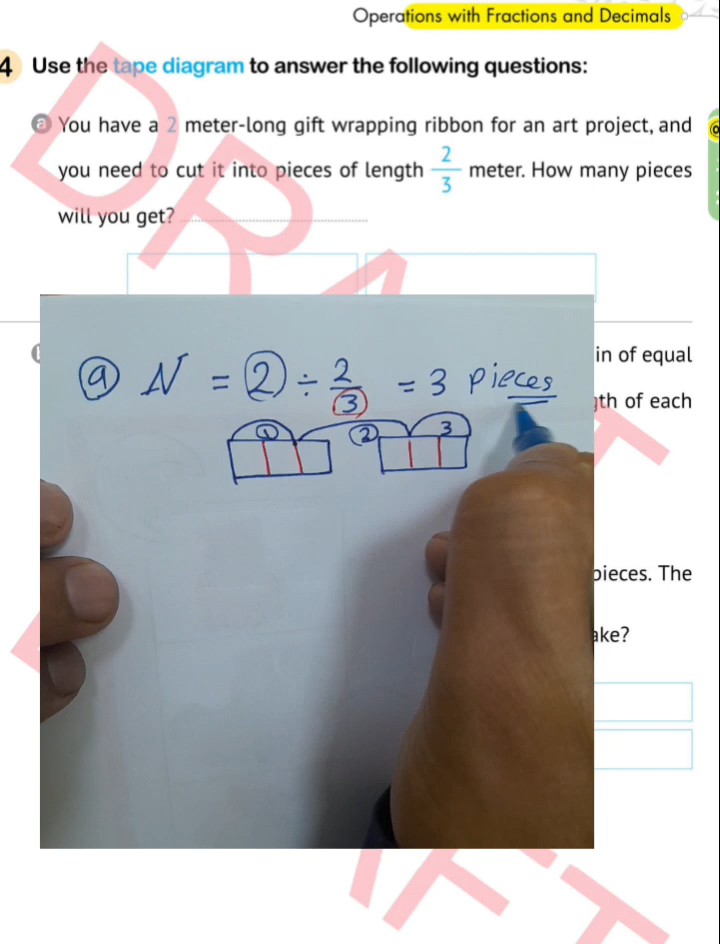 Operations with Fractions and Decimals
4 Use the tape diagram to answer the following questions:
a You have a 2 meter-long gift wrapping ribbon for an art project, and
you need to cut it into pieces of length 2/3 meter. How many pieces
will you get?
in of equal
a N = 2 ÷ 2/3 = 3 pieces
gth of each
1 2 3
pieces. The
ake?
DRAFT